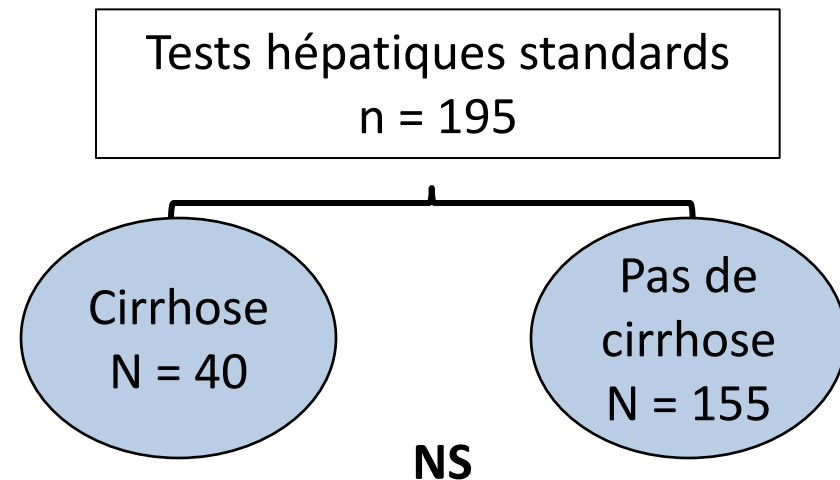 Tests hépatiques standards
n = 195
Cirrhose
N = 40
Pas de
cirrhose
N = 155
NS